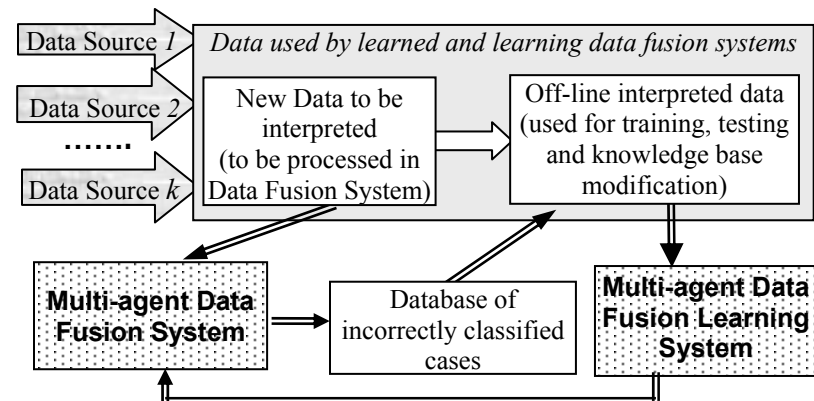 Data Source 1
Data used by learned and learning data fusion systems
Data Source 2
.......
Data Source k
New Data to be
interpreted
(to be processed in
Data Fusion System)
Off-line interpreted data
(used for training, testing
and knowledge base
modification)
Multi-agent Data
Fusion System
Database of
incorrectly classified
cases
Multi-agent Data
Fusion Learning
System